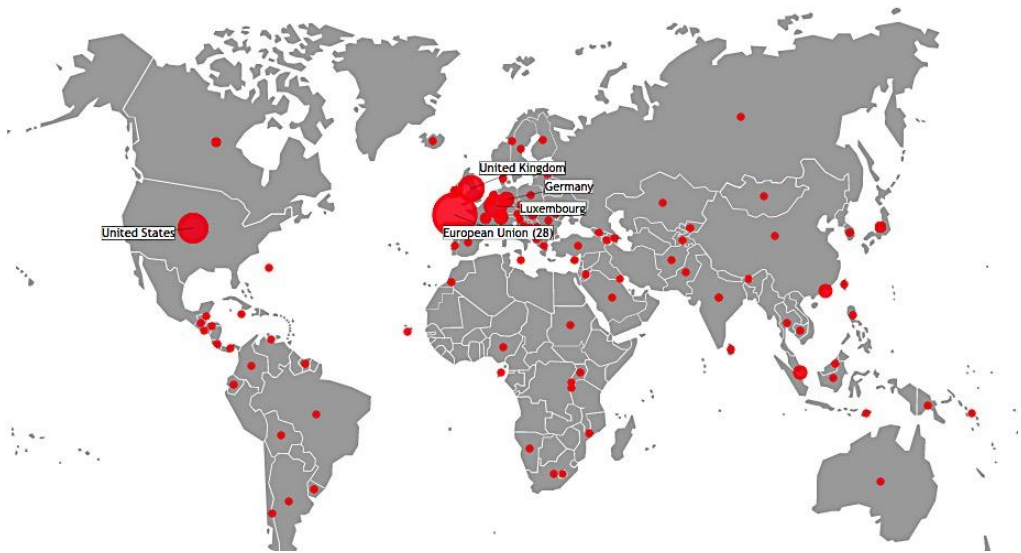 United Kingdom
Germany
Luxembourg
United States
European Union (28)